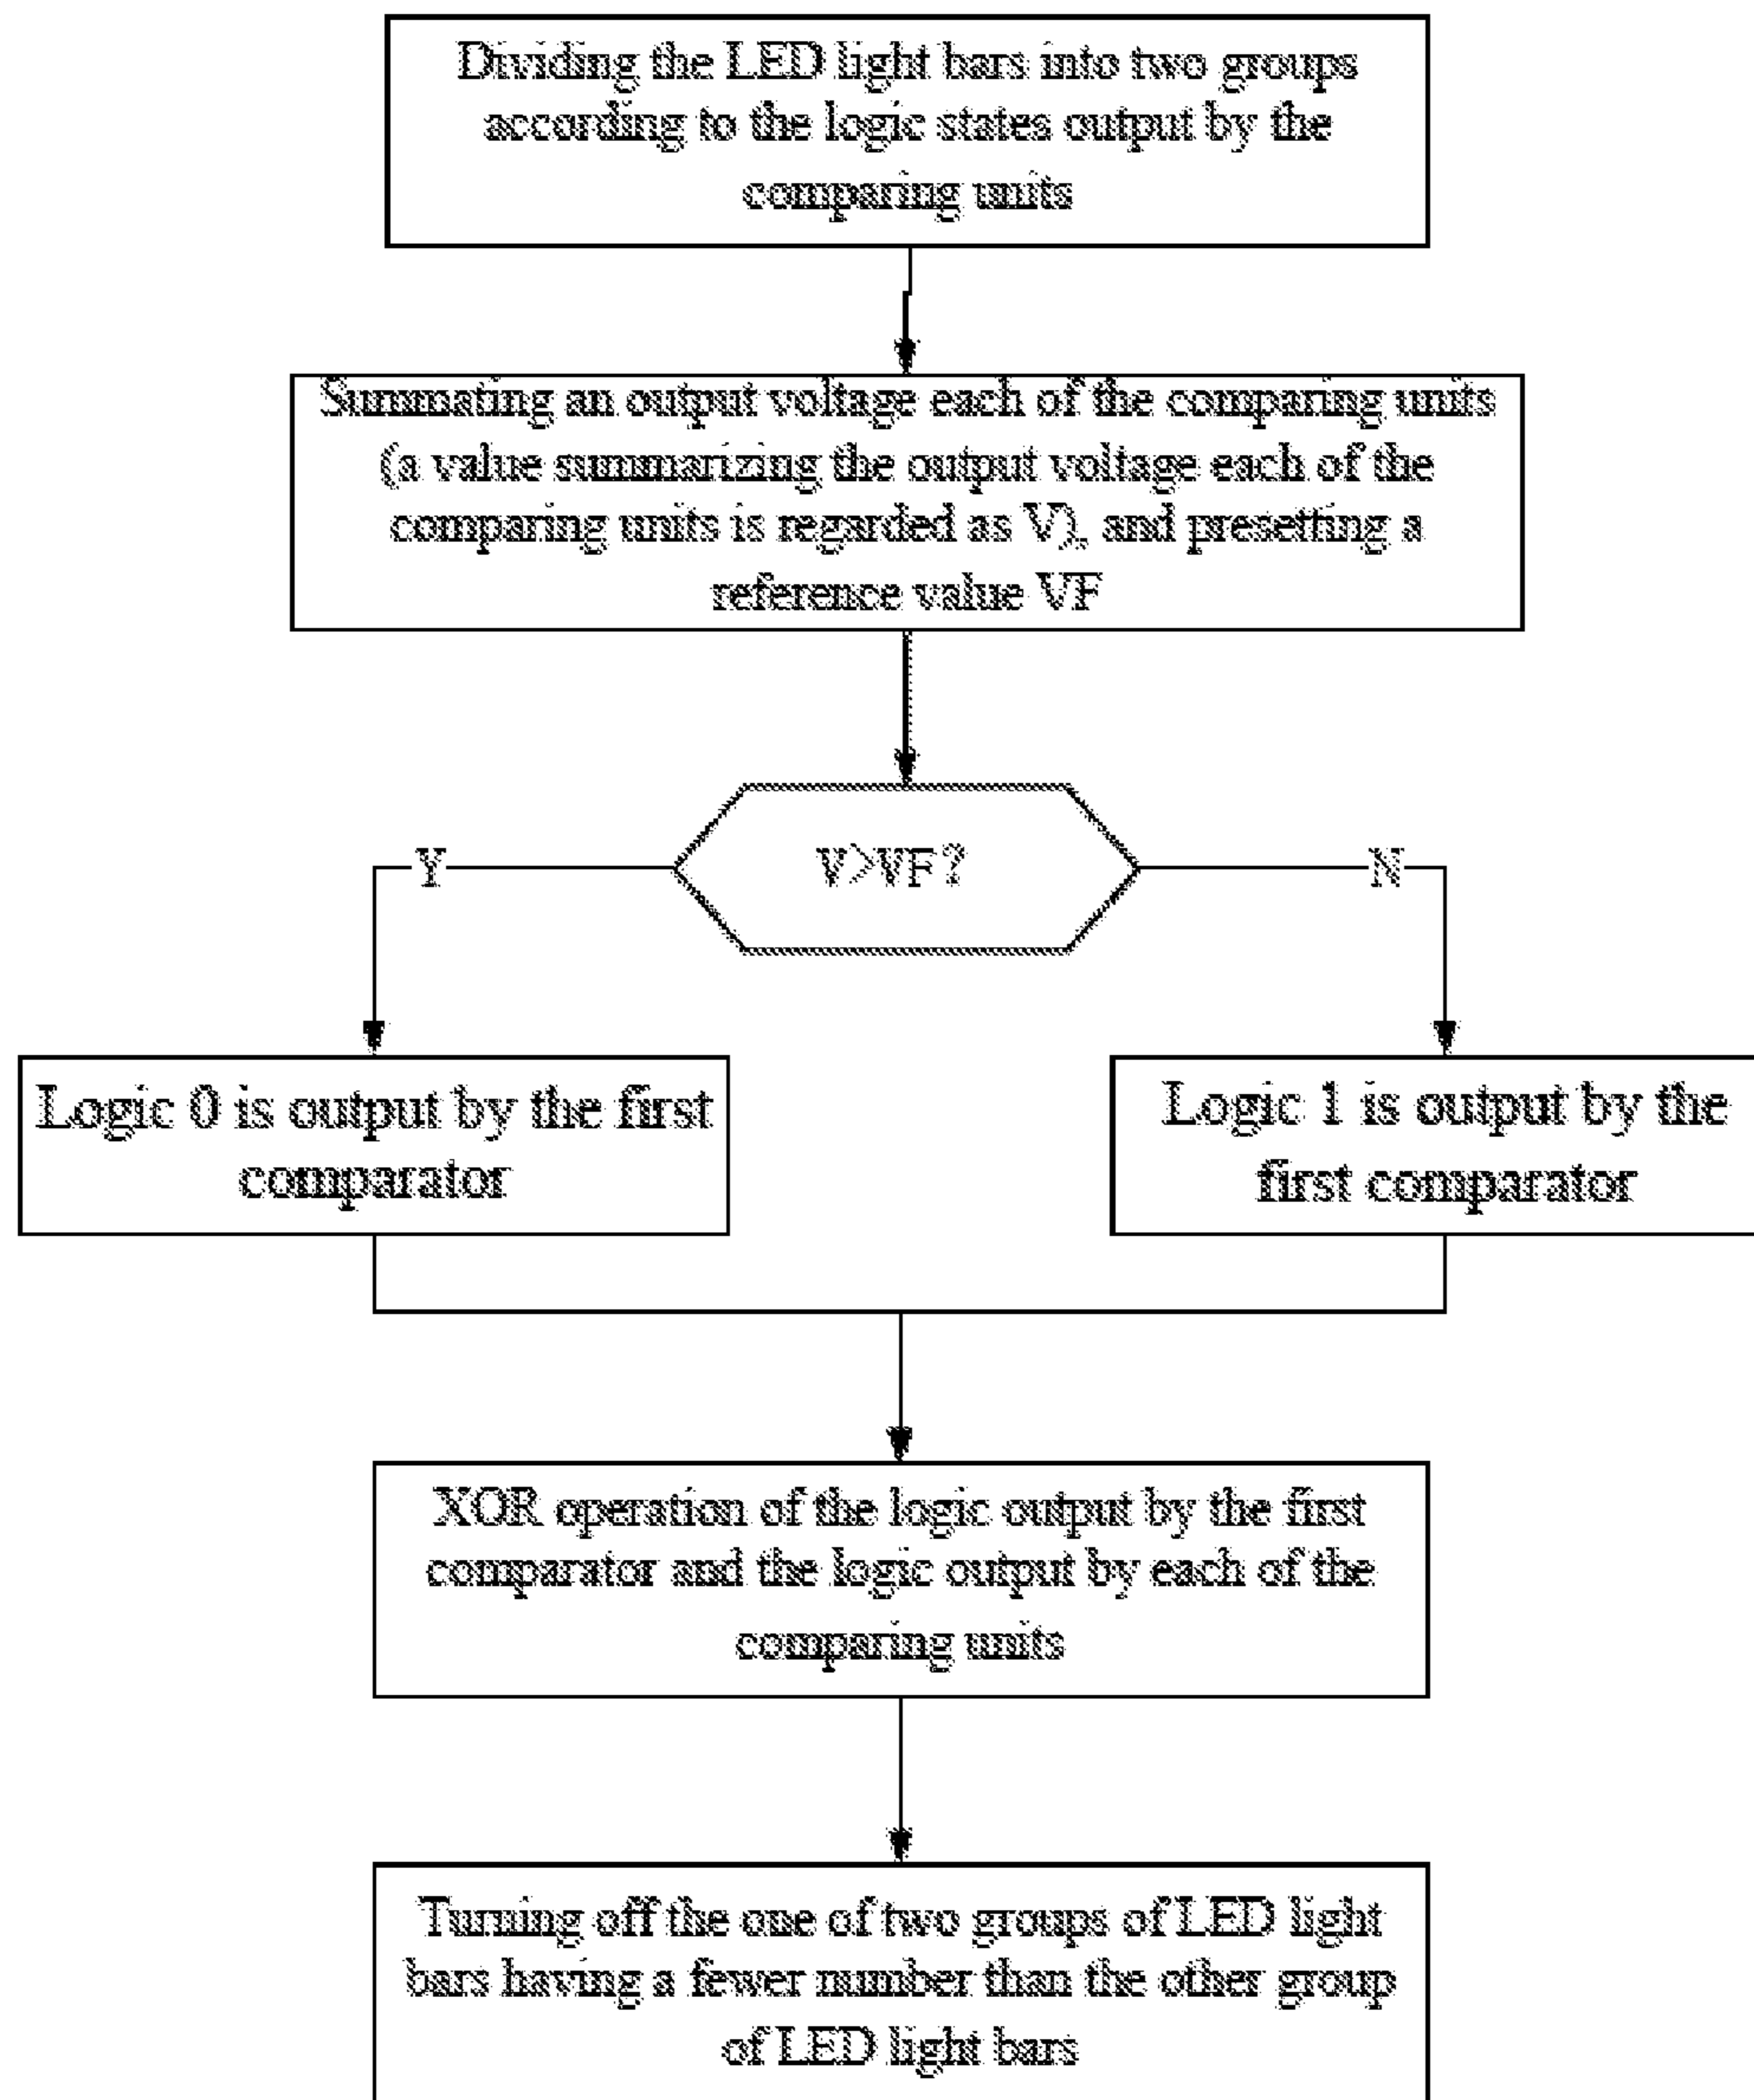 Dividing the LED light bars into two groups
according to the logic states output by the
comparing units
Summating an output voltage each of the comparing units
(a value summarizing the output voltage each of the
comparing units is regarded as V), and presetting a
reference value VF
V>VF?
Y
N
Logic 0 is output by the first
comparator
Logic 1 is output by the
first comparator
XOR operation of the logic output by the first
comparator and the logic output by each of the
comparing units
Turning off the one of two groups of LED light
bars having a fewer number than the other group
of LED light bars